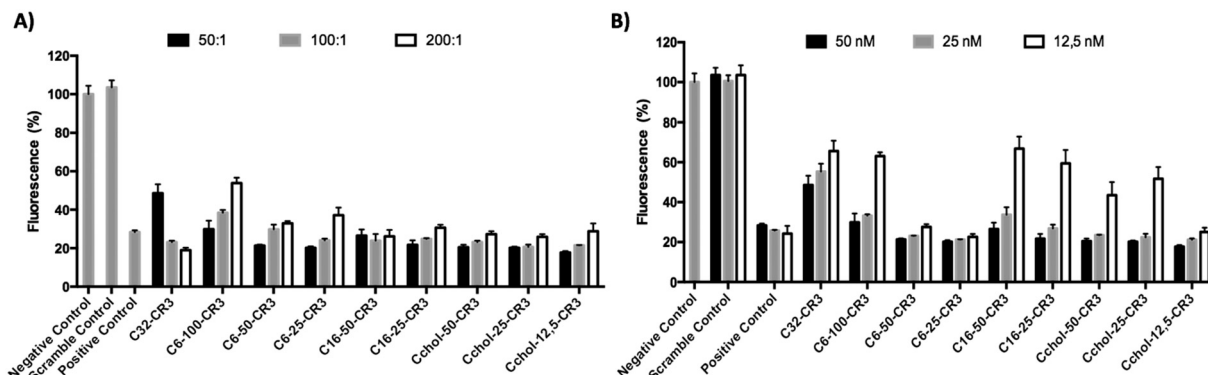 A)
50:1
100:1
200:1
Fluorescence (%)
120
100
80
60
40
20
0
Negative Control
Scramble Control
Positive Control
C32-CR3
C6-100-CR3
C6-50-CR3
C6-25-CR3
C16-50-CR3
C16-25-CR3
Cchol-50-CR3
Cchol-25-CR3
Cchol-12,5-CR3
B)
50 nM
25 nM
12,5 nM
Fluorescence (%)
120
100
80
60
40
20
0
Negative Control
Scramble Control
Positive Control
C32-CR3
C6-100-CR3
C6-50-CR3
C6-25-CR3
C16-50-CR3
C16-25-CR3
Cchol-50-CR3
Cchol-25-CR3
Cchol-12,5-CR3